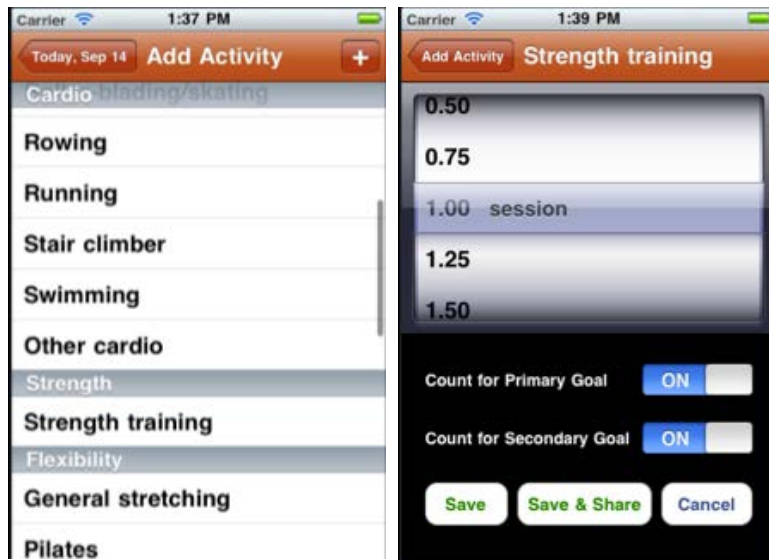 Carrier 1:37 PM
Today, Sep 14 Add Activity +
Cardio blading/skating
Rowing
Running
Stair climber
Swimming
Other cardio
Strength
Strength training
Flexibility
General stretching
Pilates
Carrier 1:39 PM
Add Activity Strength training
0.50
0.75
1.00 session
1.25
1.50
Count for Primary Goal ON
Count for Secondary Goal ON
Save Save & Share Cancel